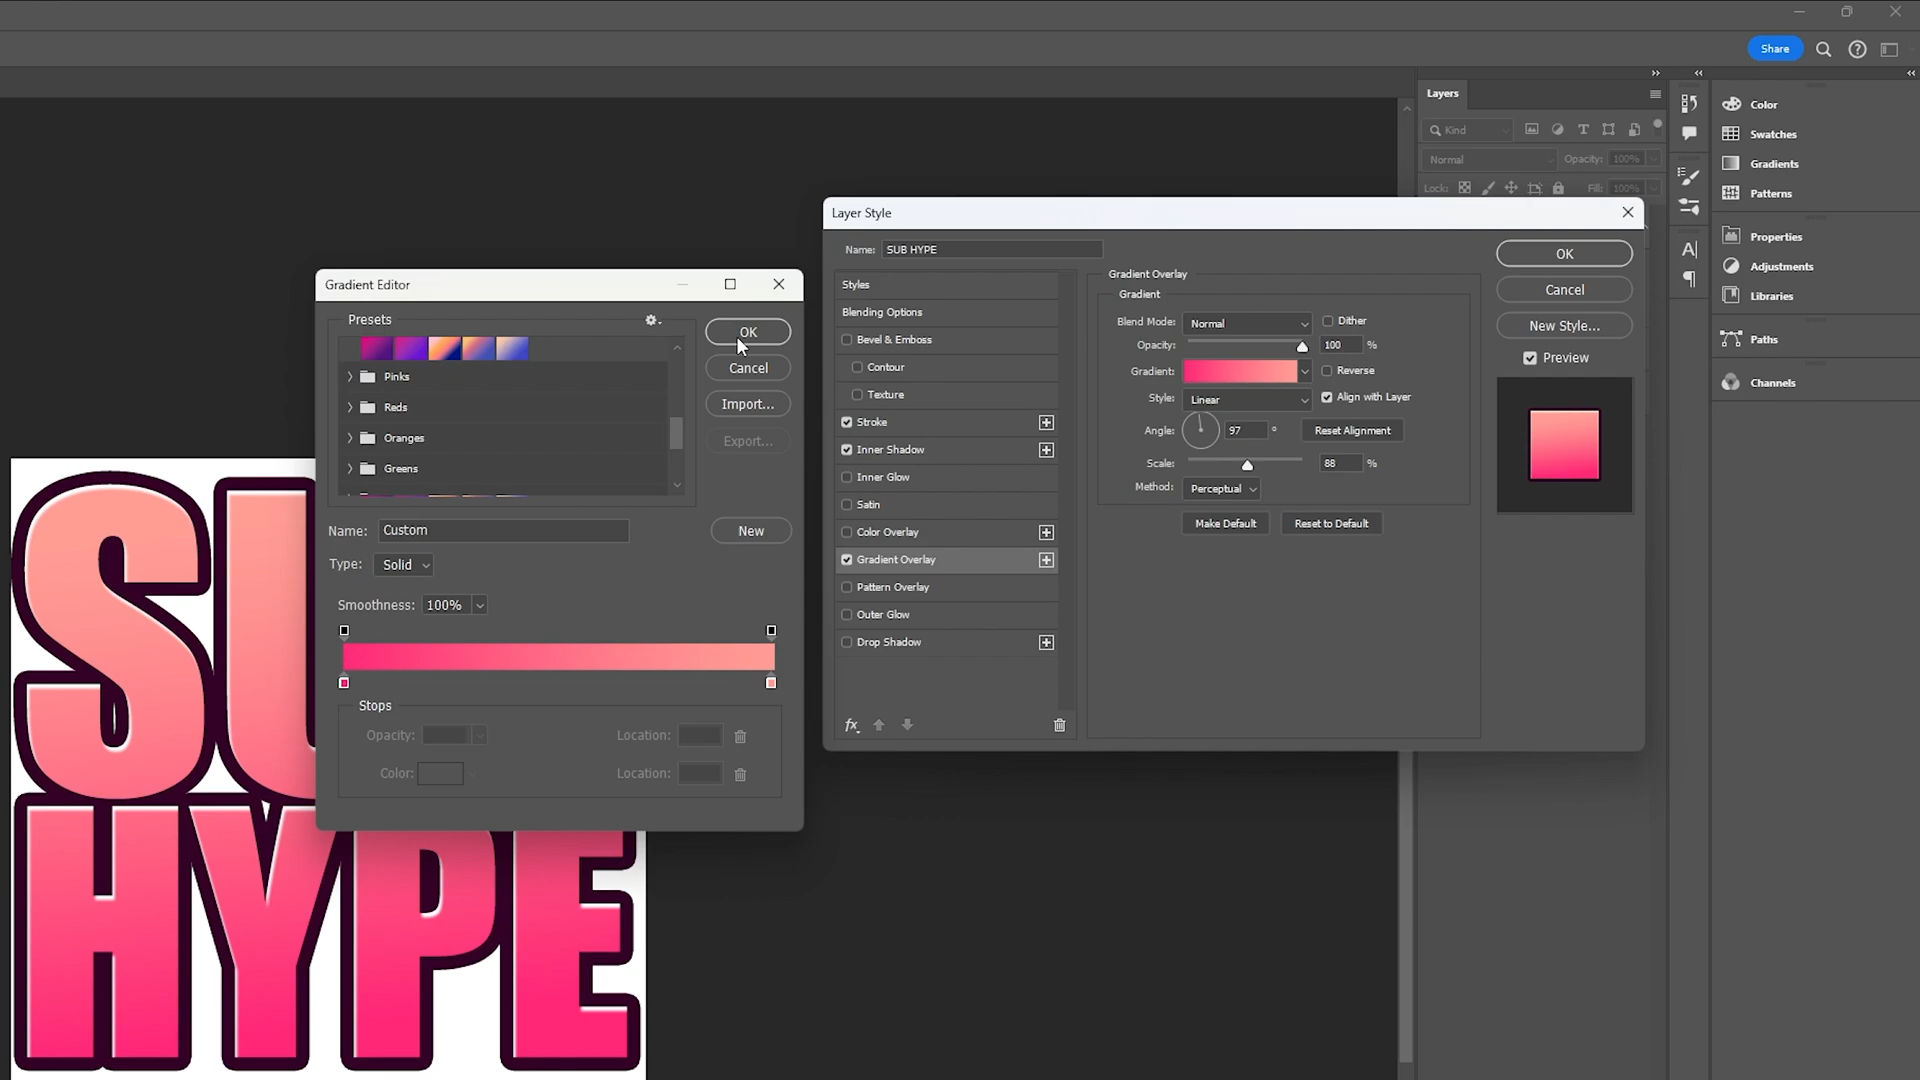 Share
Layers
Kind
Normal
Opacity: 100%
Lock:
Fill: 100%
Color
Swatches
Gradients
Patterns
Properties
Adjustments
Libraries
Paths
Channels
A
Layer Style
Name: SUB HYPE
Styles
Blending Options
Bevel & Emboss
Contour
Texture
Stroke
Inner Shadow
Inner Glow
Satin
Color Overlay
Gradient Overlay
Pattern Overlay
Outer Glow
Drop Shadow
fx
Gradient Overlay
Gradient
Blend Mode: Normal
Dither
Opacity: 100 %
Gradient:
Reverse
Style: Linear
Align with Layer
Angle: 97 °
Reset Alignment
Scale: 88 %
Method: Perceptual
Make Default
Reset to Default
OK
Cancel
New Style...
Preview
Gradient Editor
Presets
Pinks
Reds
Oranges
Greens
OK
Cancel
Import...
Export...
Name: Custom
New
Type: Solid
Smoothness: 100%
Stops
Opacity:
Location:
Color:
Location:
SU
HYPE